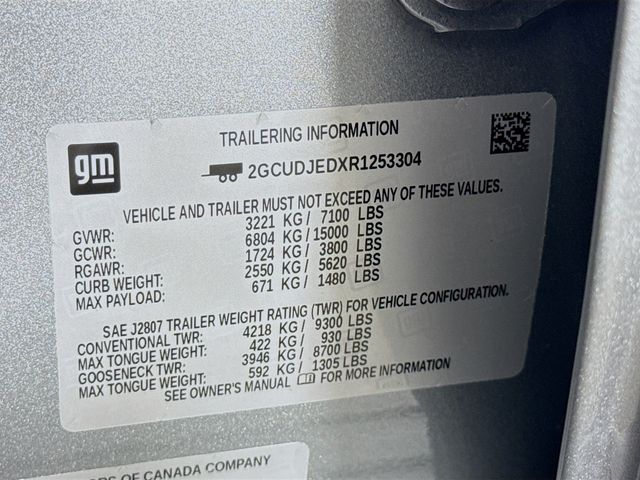 gm
TRAILERING INFORMATION
2GCUDJEDXR1253304
VEHICLE AND TRAILER MUST NOT EXCEED ANY OF THESE VALUES.
GVWR: 3221 KG / 7100 LBS
GCWR: 6804 KG / 15000 LBS
RGAWR: 1724 KG / 3800 LBS
CURB WEIGHT: 2550 KG / 5620 LBS
MAX PAYLOAD: 671 KG / 1480 LBS
SAE J2807 TRAILER WEIGHT RATING (TWR) FOR VEHICLE CONFIGURATION.
CONVENTIONAL TWR: 4218 KG / 9300 LBS
MAX TONGUE WEIGHT: 422 KG / 930 LBS
GOOSENECK TWR: 3946 KG / 8700 LBS
MAX TONGUE WEIGHT: 592 KG / 1305 LBS
SEE OWNER'S MANUAL FOR MORE INFORMATION
OF CANADA COMPANY